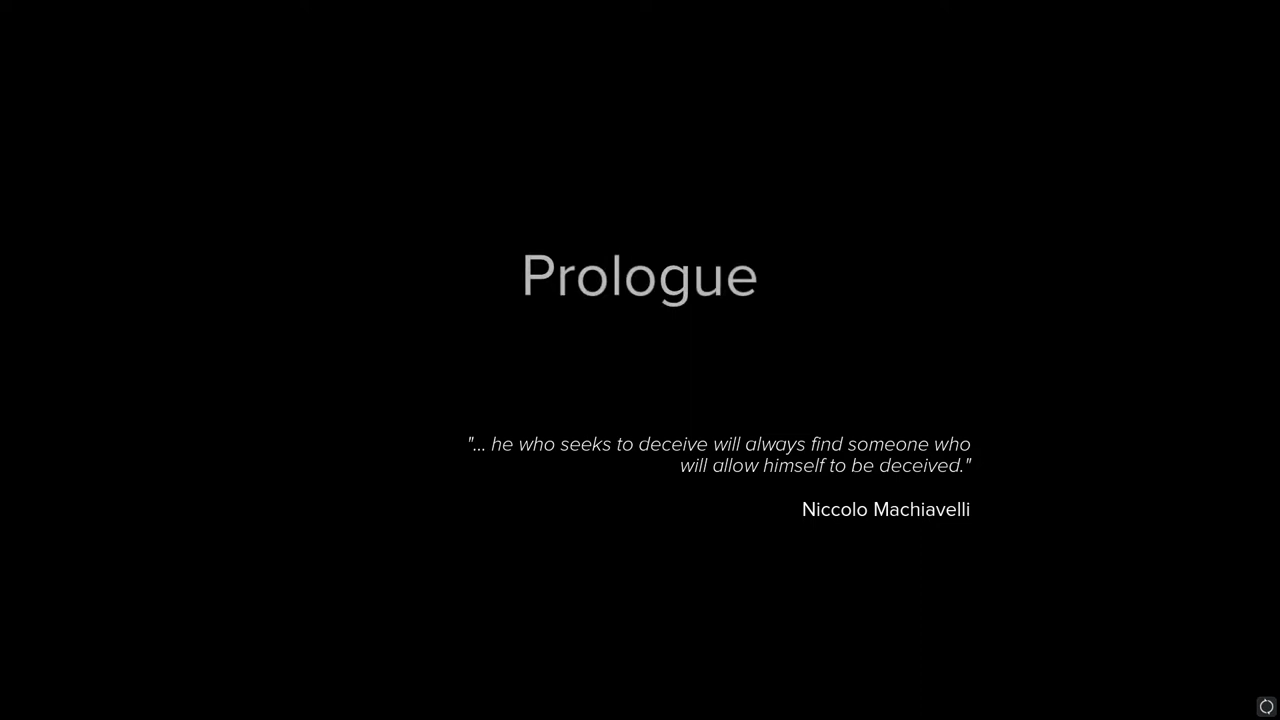 Prologue
"... he who seeks to deceive will always find someone who
will allow himself to be deceived."
Niccolo Machiavelli